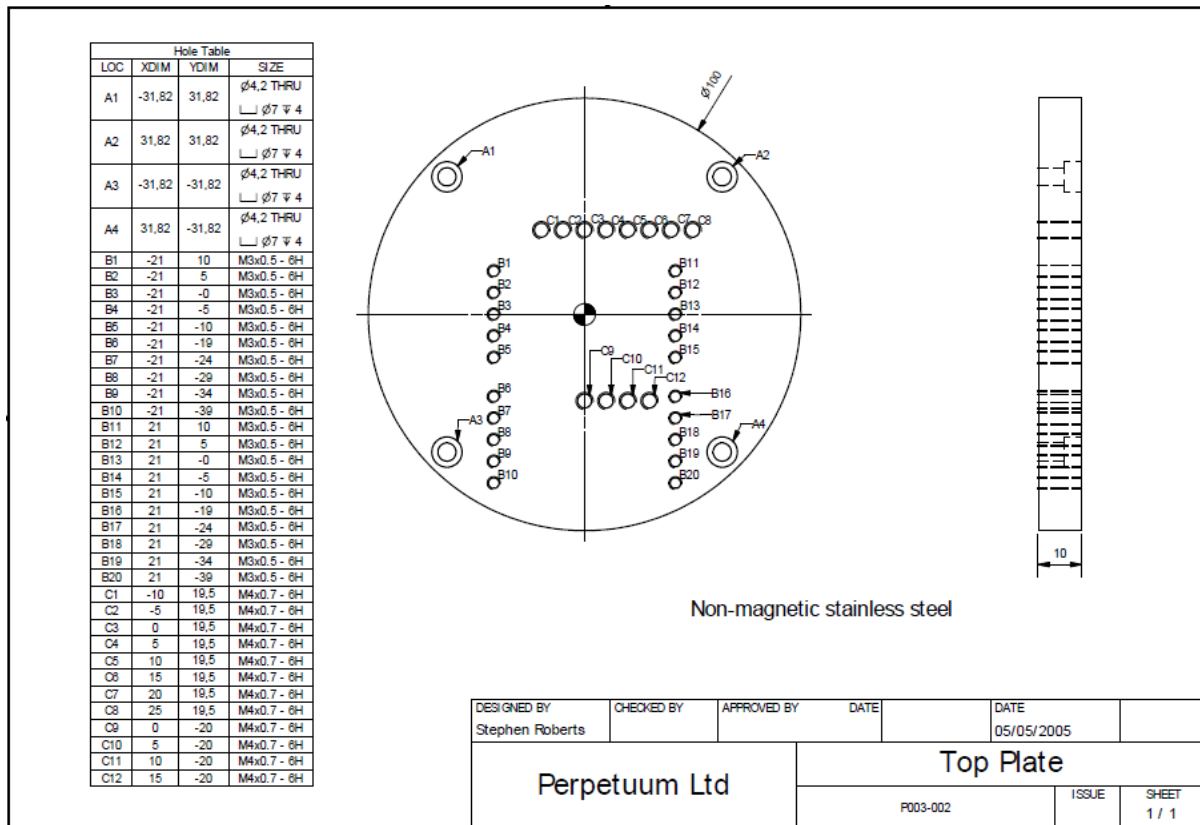 Hole Table
LOC XDIM YDIM SIZE
A1 -31,82 31,82 Ø4,2 THRU
⌴ Ø7 ↧ 4
A2 31,82 31,82 Ø4,2 THRU
⌴ Ø7 ↧ 4
A3 -31,82 -31,82 Ø4,2 THRU
⌴ Ø7 ↧ 4
A4 31,82 -31,82 Ø4,2 THRU
⌴ Ø7 ↧ 4
B1 -21 10 M3x0.5 - 6H
B2 -21 5 M3x0.5 - 6H
B3 -21 -0 M3x0.5 - 6H
B4 -21 -5 M3x0.5 - 6H
B5 -21 -10 M3x0.5 - 6H
B6 -21 -19 M3x0.5 - 6H
B7 -21 -24 M3x0.5 - 6H
B8 -21 -29 M3x0.5 - 6H
B9 -21 -34 M3x0.5 - 6H
B10 -21 -39 M3x0.5 - 6H
B11 21 10 M3x0.5 - 6H
B12 21 5 M3x0.5 - 6H
B13 21 -0 M3x0.5 - 6H
B14 21 -5 M3x0.5 - 6H
B15 21 -10 M3x0.5 - 6H
B16 21 -19 M3x0.5 - 6H
B17 21 -24 M3x0.5 - 6H
B18 21 -29 M3x0.5 - 6H
B19 21 -34 M3x0.5 - 6H
B20 21 -39 M3x0.5 - 6H
C1 -10 19,5 M4x0.7 - 6H
C2 -5 19,5 M4x0.7 - 6H
C3 0 19,5 M4x0.7 - 6H
C4 5 19,5 M4x0.7 - 6H
C5 10 19,5 M4x0.7 - 6H
C6 15 19,5 M4x0.7 - 6H
C7 20 19,5 M4x0.7 - 6H
C8 25 19,5 M4x0.7 - 6H
C9 0 -20 M4x0.7 - 6H
C10 5 -20 M4x0.7 - 6H
C11 10 -20 M4x0.7 - 6H
C12 15 -20 M4x0.7 - 6H
Ø100
A1
A2
C1 C2 C3 C4 C5 C6 C7 C8
B1
B11
B2
B12
B3
B13
B4
B14
B5
B15
C9
C10
C11
C12
B6
B16
B7
B17
A3
A4
B8
B18
B9
B19
B10
B20
10
Non-magnetic stainless steel
DESIGNED BY CHECKED BY APPROVED BY DATE DATE
Stephen Roberts 05/05/2005
Perpetuum Ltd
Top Plate
P003-002
ISSUE SHEET
1 / 1